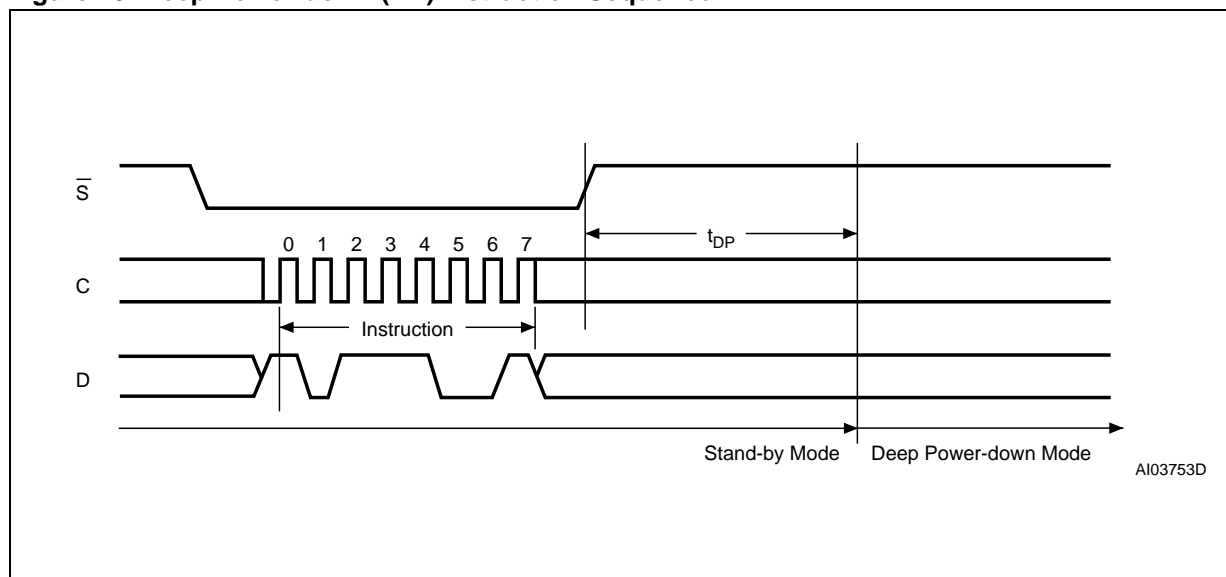 S
0 1 2 3 4 5 6 7
tDP
C
Instruction
D
Stand-by Mode Deep Power-down Mode
AI03753D